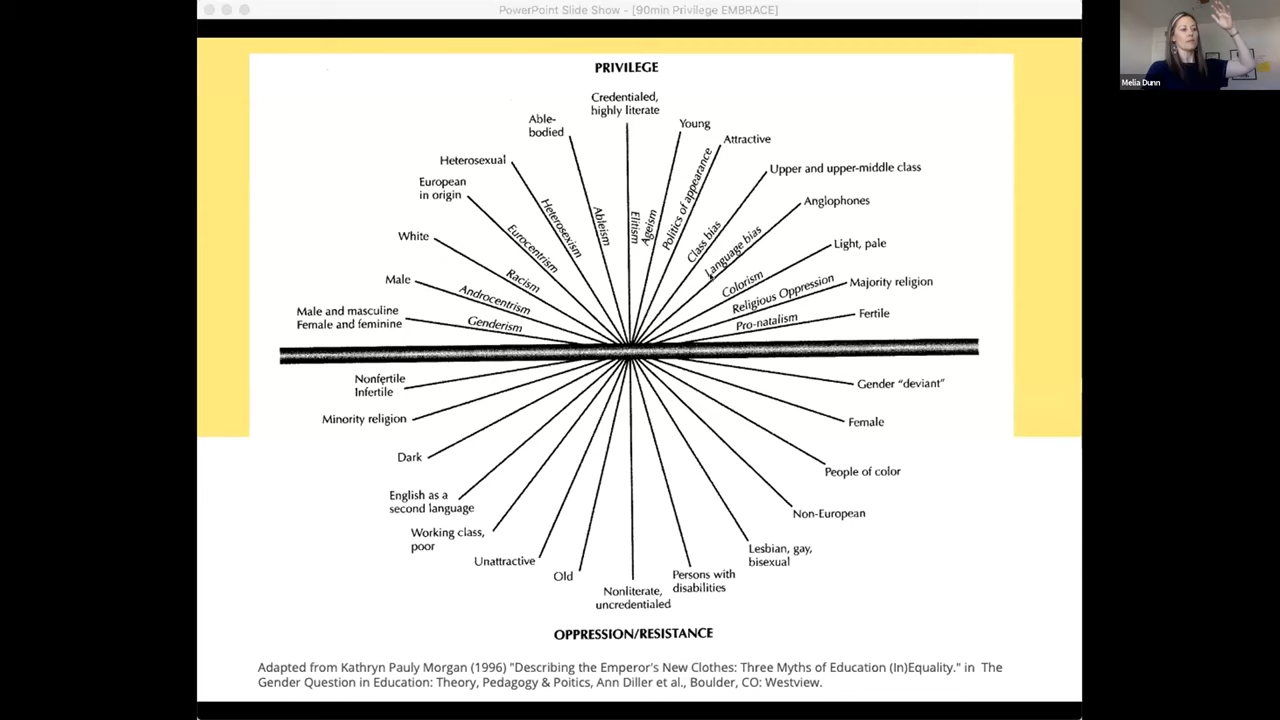 PowerPoint Slide Show - [90min Privilege EMBRACE]
Melia Dunn
PRIVILEGE
Credentialed,
highly literate
Able-
bodied
Young
Attractive
Heterosexual
Upper and upper-middle class
European
in origin
Anglophones
White
Light, pale
Male
Majority religion
Male and masculine
Female and feminine
Fertile
Genderism
Androcentrism
Racism
Eurocentrism
Heterosexism
Ableism
Elitism
Ageism
Politics of appearance
Class bias
Language bias
Colorism
Religious Oppression
Pro-natalism
Nonfertile
Infertile
Gender "deviant"
Minority religion
Female
Dark
People of color
English as a
second language
Non-European
Working class,
poor
Lesbian, gay,
bisexual
Unattractive
Old
Persons with
disabilities
Nonliterate,
uncredentialed
OPPRESSION/RESISTANCE
Adapted from Kathryn Pauly Morgan (1996) "Describing the Emperor's New Clothes: Three Myths of Education (In)Equality." in The
Gender Question in Education: Theory, Pedagogy & Poitics, Ann Diller et al., Boulder, CO: Westview.